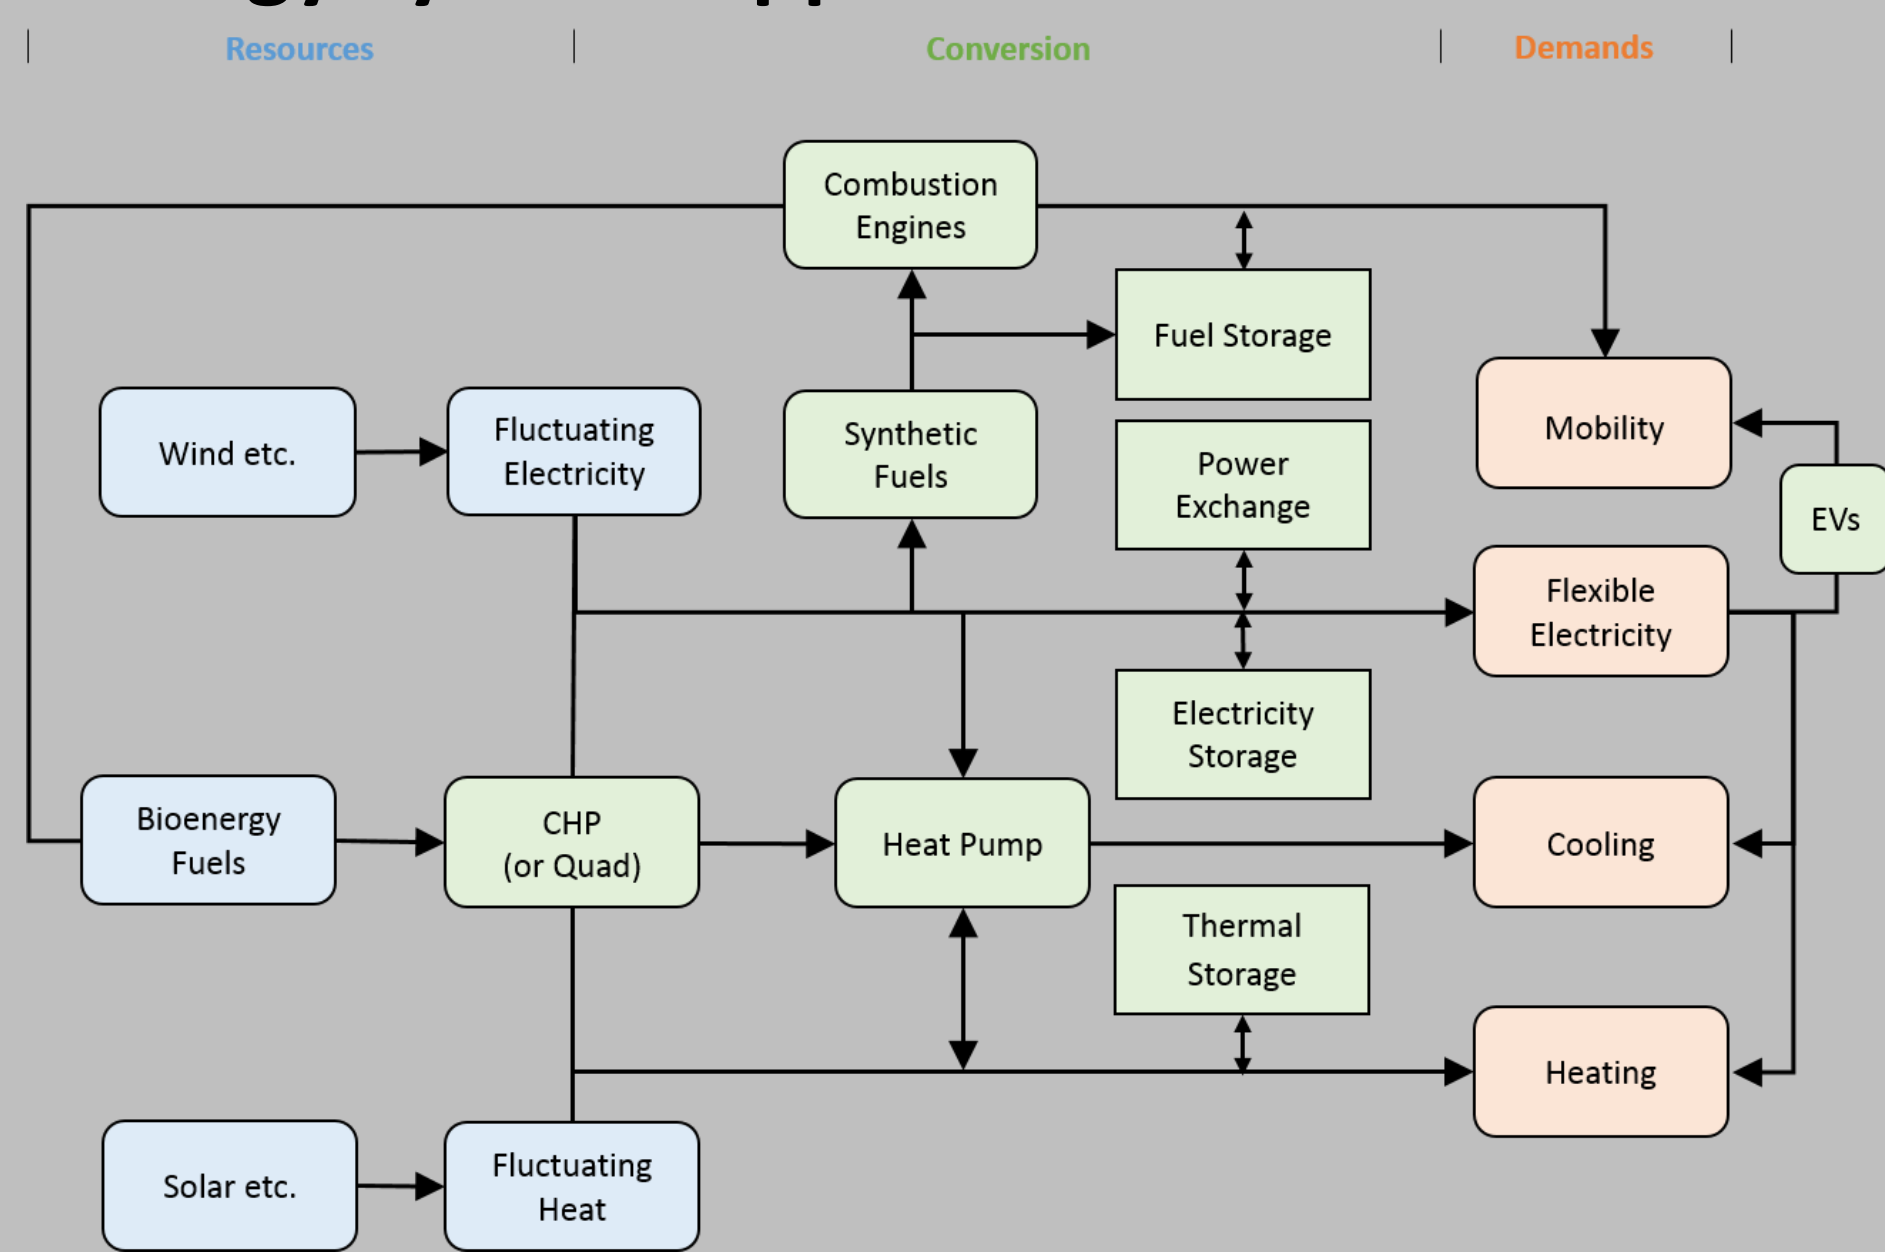 Resources
Conversion
Demands
Combustion
Engines
Fuel Storage
Wind etc.
Fluctuating
Electricity
Synthetic
Fuels
Power
Exchange
Mobility
EVs
Flexible
Electricity
Electricity
Storage
Bioenergy
Fuels
CHP
(or Quad)
Heat Pump
Cooling
Thermal
Storage
Heating
Solar etc.
Fluctuating
Heat